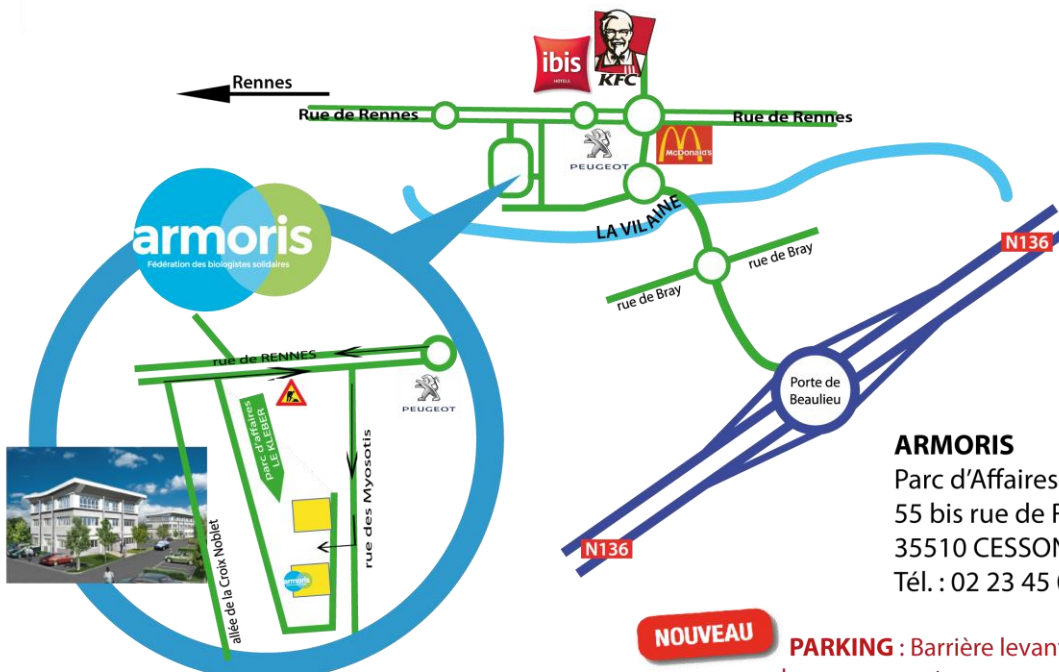 ibis
HOTELS
KFC
Rennes
Rue de Rennes
Rue de Rennes
PEUGEOT
McDonald's
LA VILAINE
N136
rue de Bray
rue de Bray
armoris
Fédération des biologistes solidaires
rue de RENNES
PEUGEOT
Parc d'affaires
LE KLEBER
rue des Myosotis
allée de la Croix Noblet
armoris
Porte de
Beaulieu
N136
ARMORIS
Parc d'Affaires
55 bis rue de
35510 CESSON
Tél. : 02 23 45
NOUVEAU
PARKING : Barrière levan